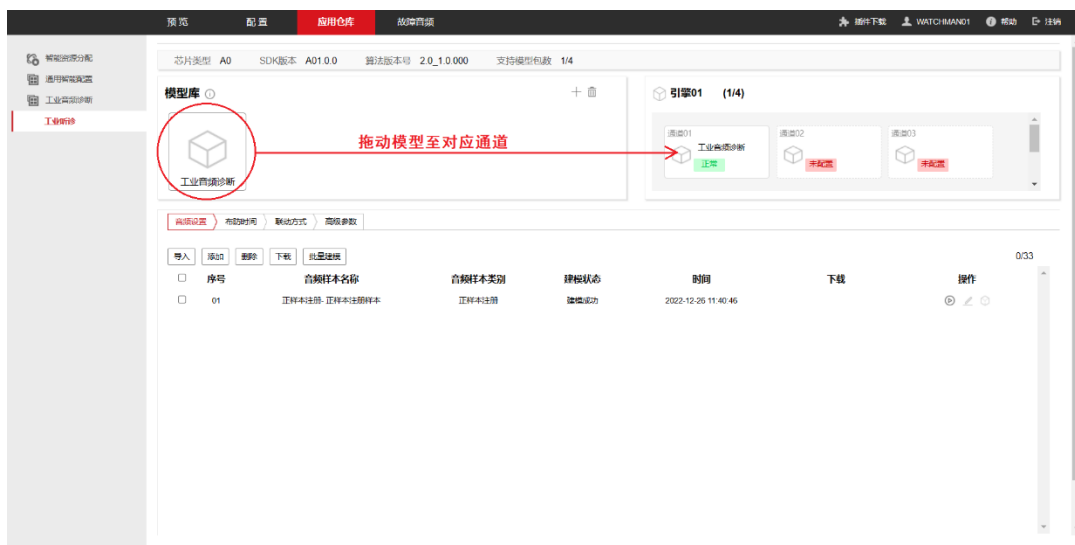 预览 配置 应用仓库 故障音频 插件下载 WATCHMAN01 帮助 注销
智能资源分配
通用智能配置
工业音频诊断
工业听诊
芯片类型 A0 SDK版本 A01.0.0 算法版本号 2.0_1.0.000 支持模型包数 1/4
模型库
工业音频诊断
拖动模型至对应通道
引擎01 (1/4)
通道01 通道02 通道03
工业音频诊断
正常 未配置 未配置
音频设置 布防时间 联动方式 高级参数
导入 添加 删除 下载 批量建模 0/33
序号 音频样本名称 音频样本类别 建模状态 时间 下载 操作
01 正样本注册- 正样本注册样本 正样本注册 建模成功 2022-12-26 11:40:46